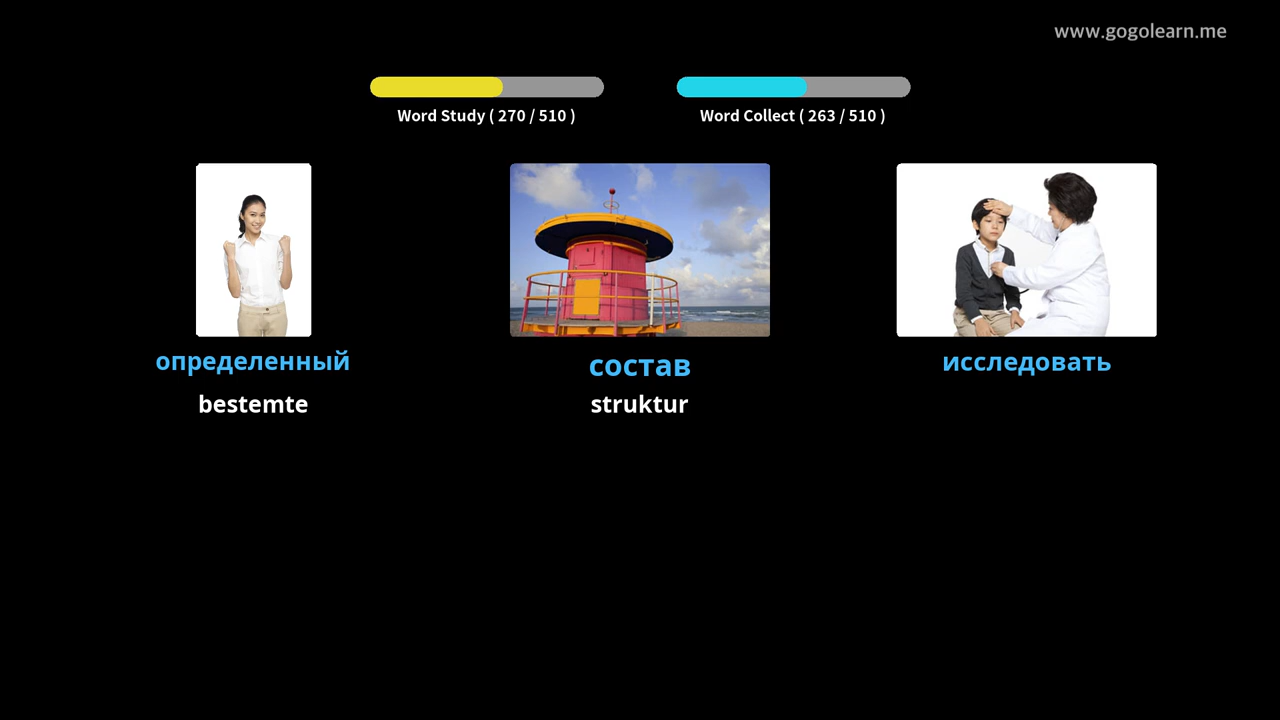 www.gogolearn.me
Word Study ( 270 / 510 )
Word Collect ( 263 / 510 )
определенный
состав
исследовать
bestemte
struktur